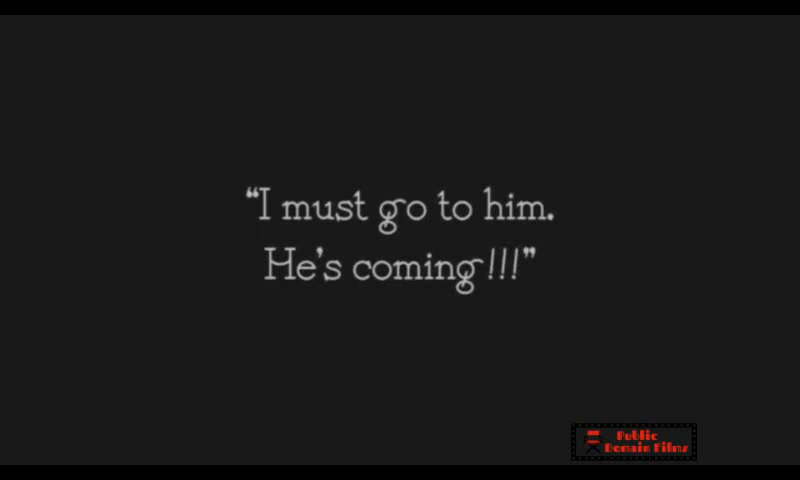 “I must go to him.
He’s coming!!!”
Public
Domain Films